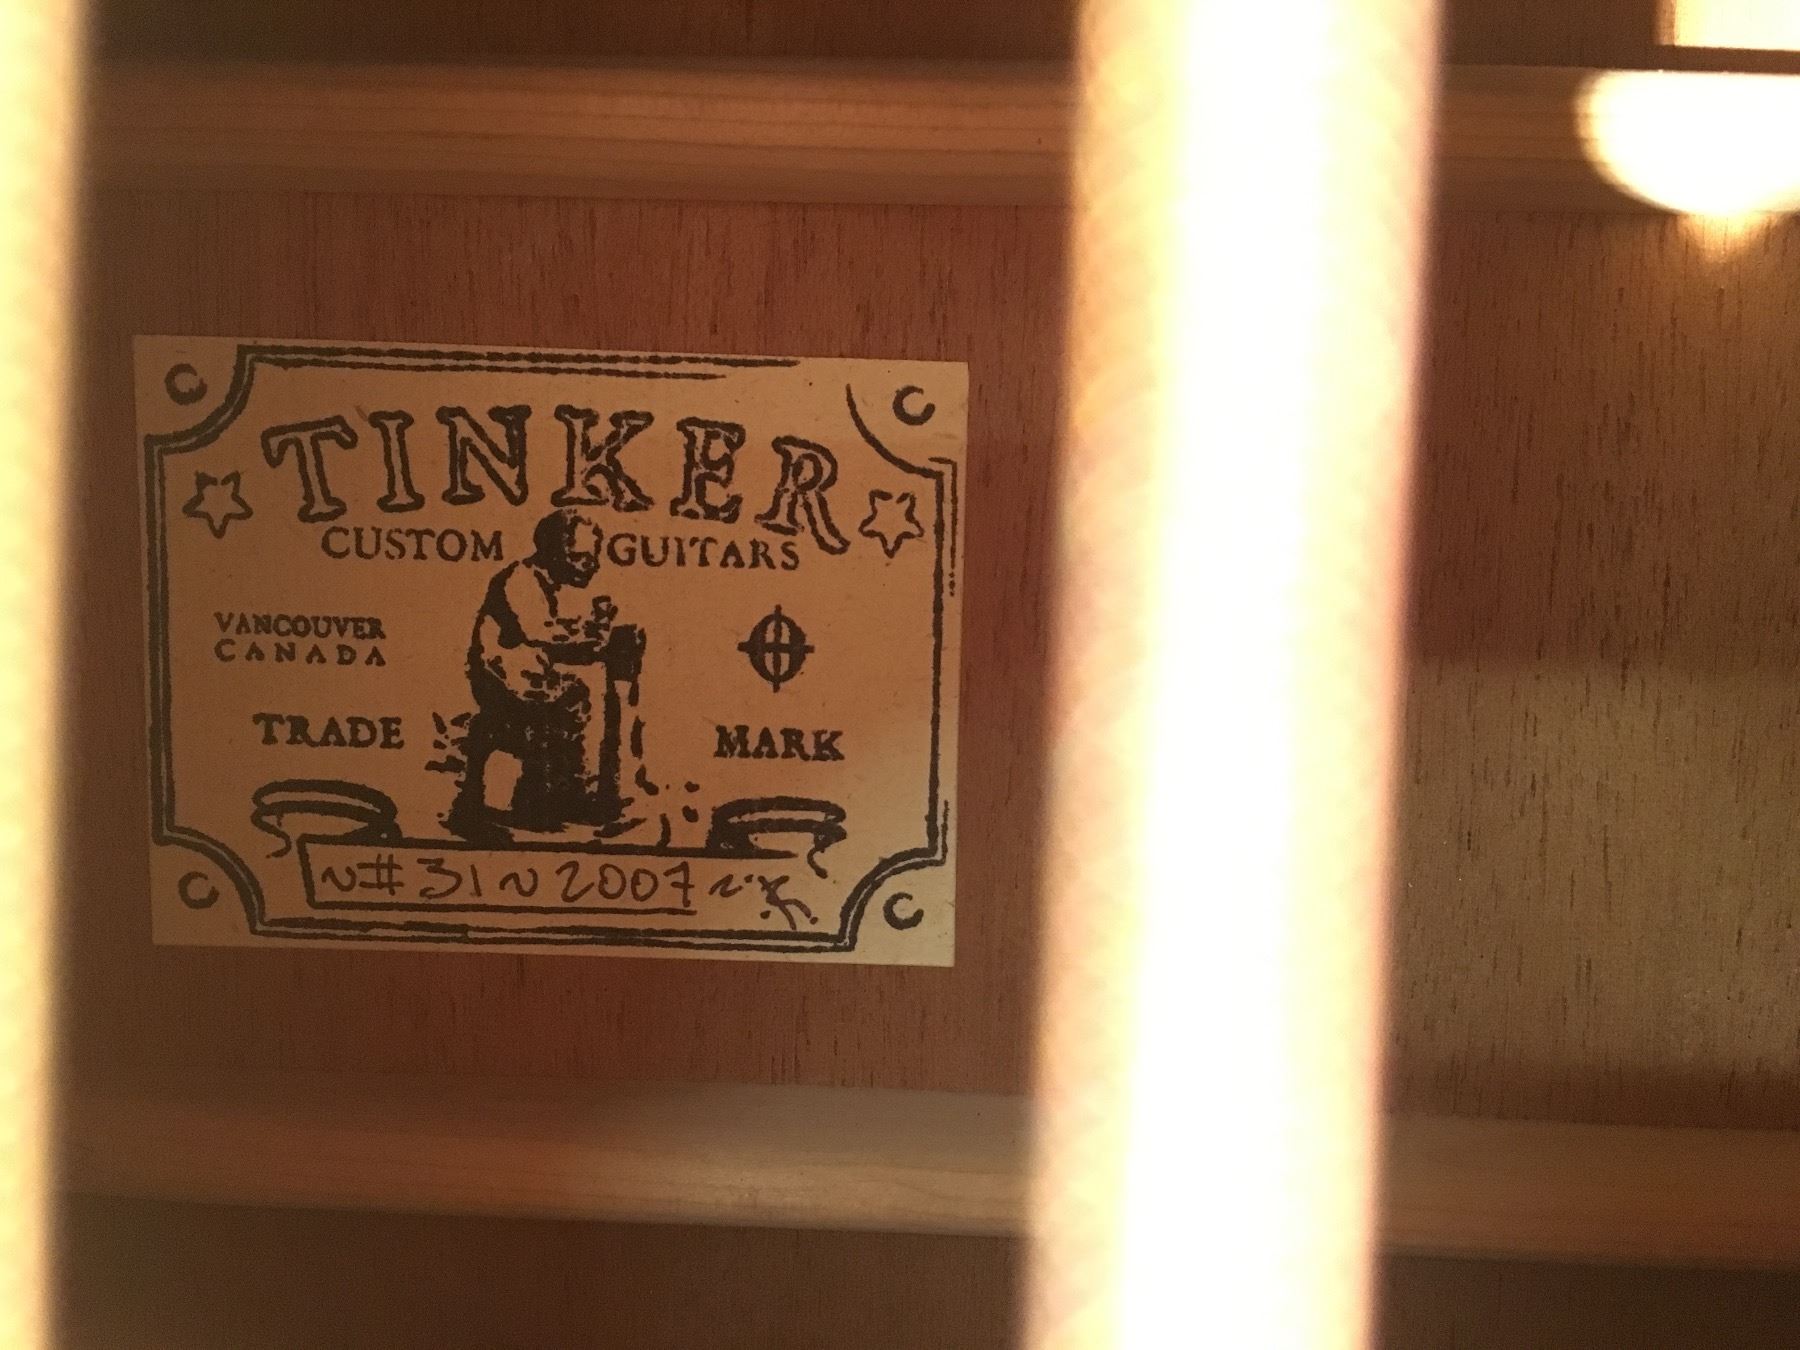 TINKER
CUSTOM GUITARS
VANCOUVER
CANADA
TRADE MARK
~# 31 ~ 2007 ~